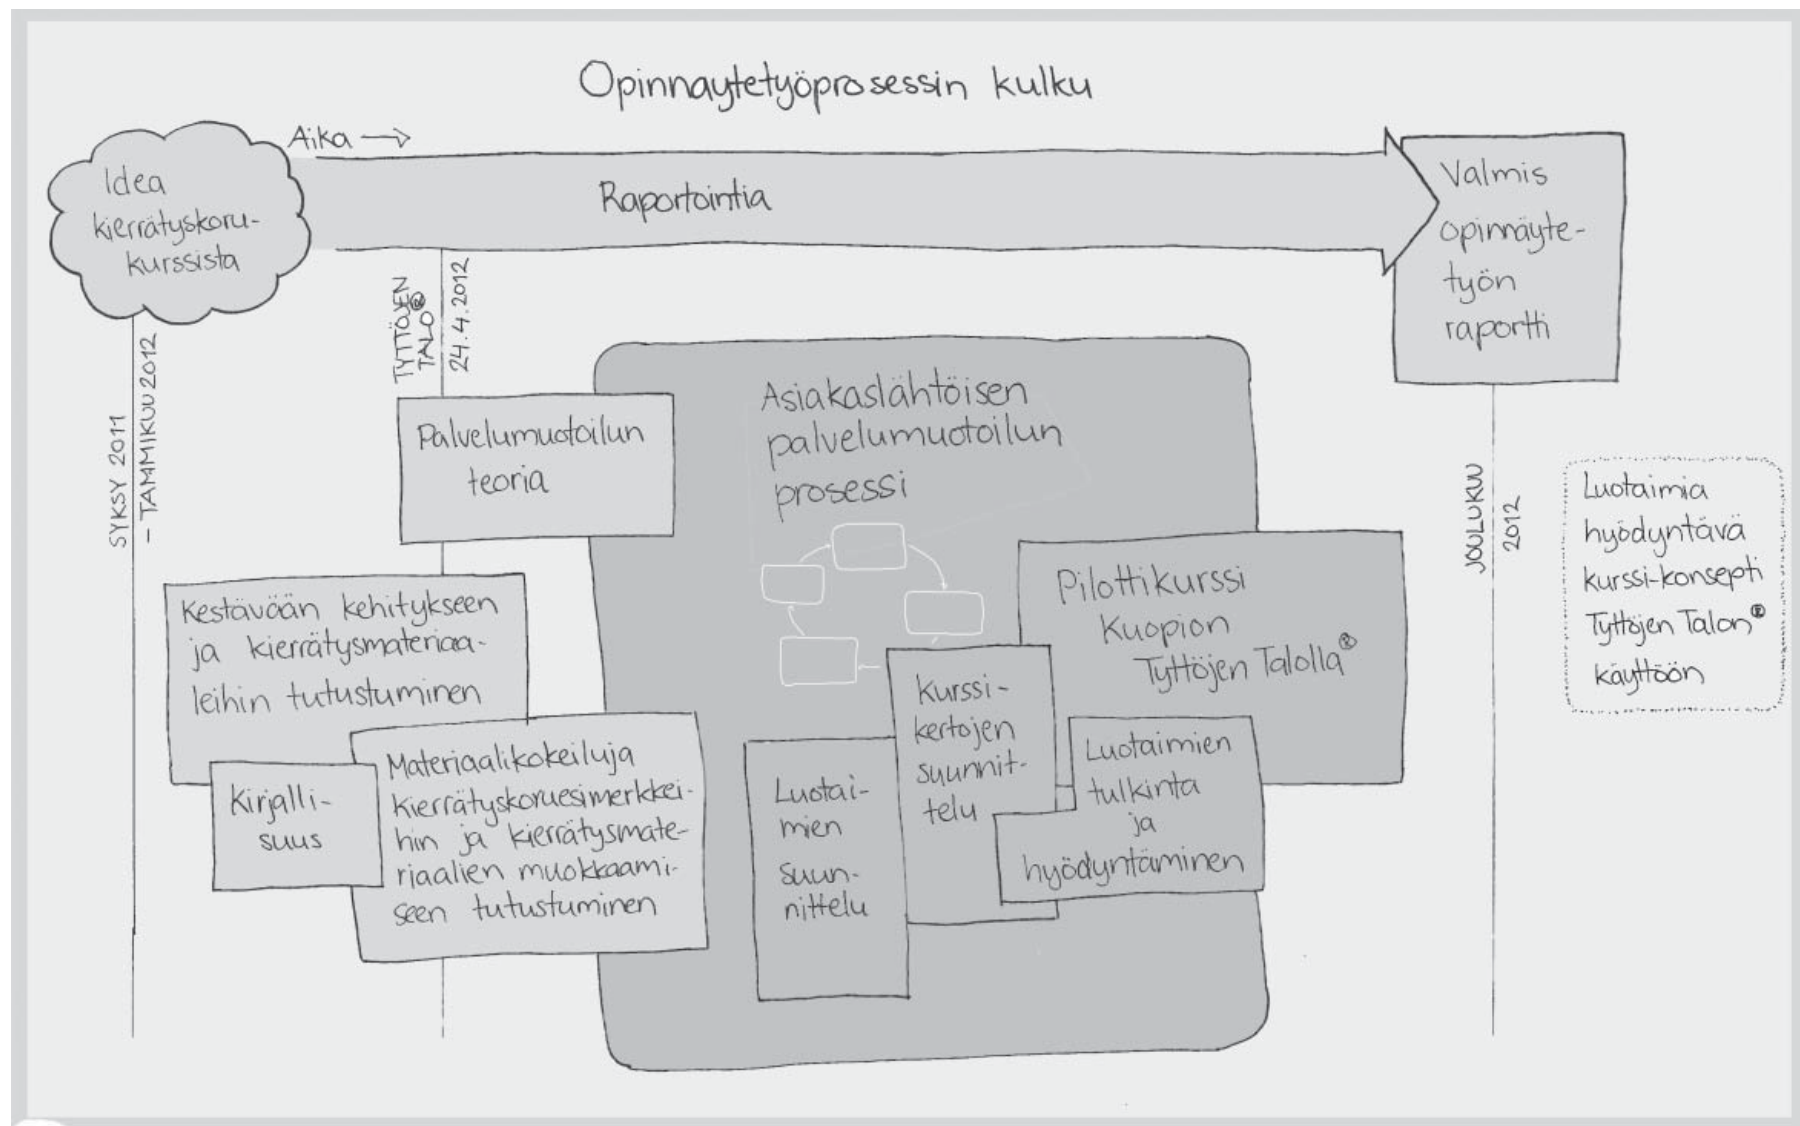 Opinnaytetyöprosessin kulku
Aika →
Idea
kierrätyskoru-
kurssista
Raportointia
Valmis
opinnäyte-
työn
raportti
SYKSY 2011
- TAMMIKUU 2012
TYTTÖJEN
TALO®
24.4.2012
Palvelumuotoilun
teoria
Asiakaslähtöisen
palvelumuotoilun
prosessi
Kestävään kehitykseen
ja kierrätysmateriaa-
leihin tutustuminen
Kirjalli-
suus
Materiaalikokeiluja
kierrätyskoruesimerkkei-
hin ja kierrätysmate-
riaalien muokkaami-
seen tutustuminen
Luotai-
mien
suun-
nittelu
Kurssi-
kertojen
suunnit-
telu
Pilottikurssi
Kuopion
Tyttöjen Talolla®
Luotaimien
tulkinta
ja
hyödyntäminen
JOULUKUU
2012
Luotaimia
hyödyntävä
kurssi-konsepti
Tyttöjen Talon®
käyttöön